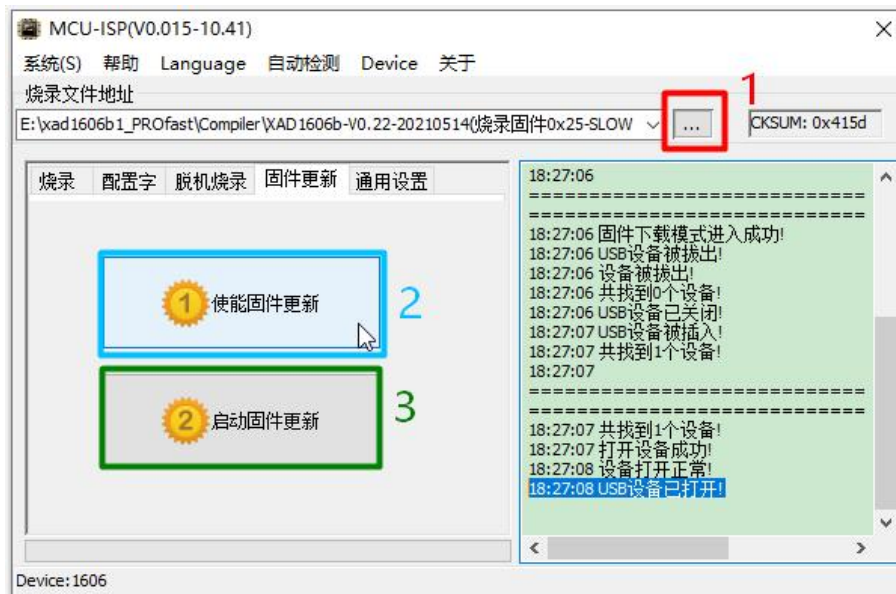 MCU-ISP(V0.015-10.41)
系统(S) 帮助 Language 自动检测 Device 关于
烧录文件地址
1
E:\xad1606b1_PROfast\Compiler\XAD1606b-V0.22-20210514(烧录固件0x25-SLOW ... CKSUM: 0x415d
烧录 配置字 脱机烧录 固件更新 通用设置
1 使能固件更新
2
2 启动固件更新
3
18:27:06
============================
============================
18:27:06 固件下载模式进入成功!
18:27:06 USB设备被拔出!
18:27:06 设备被拔出!
18:27:06 共找到0个设备!
18:27:06 USB设备已关闭!
18:27:07 USB设备被插入!
18:27:07 共找到1个设备!
18:27:07
============================
============================
18:27:07 共找到1个设备!
18:27:07 打开设备成功!
18:27:08 设备打开正常!
18:27:08 USB设备已打开!
Device:1606